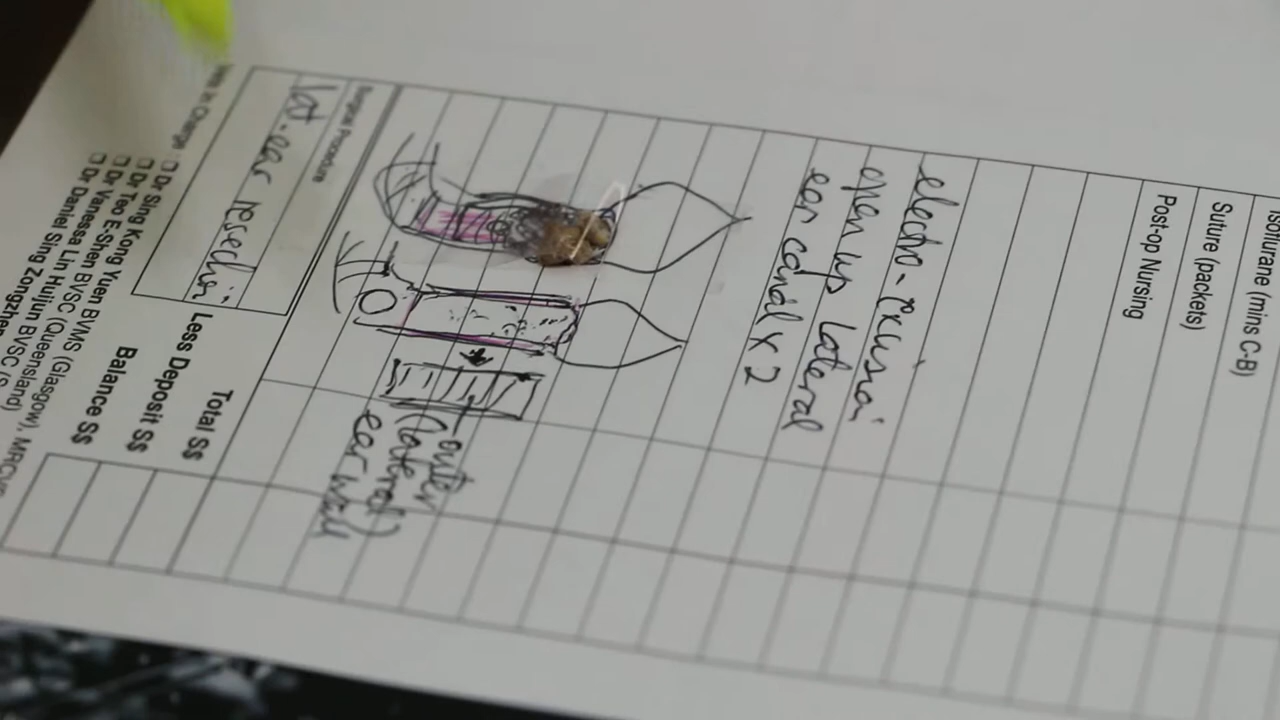 Isoflurane (mins C-B)
Suture (packets)
Post-op Nursing
electro-excision
open up lateral
ear canal x 2
outer
(lateral)
ear wall
Surgical Procedure
lat. ear resection
Total S$
Less Deposit S$
Balance S$
Vets in Charge
Dr Sing Kong Yuen BVMS (Glasgow), MRCVS
Dr Teo E-Shen BVSC (Queensland)
Dr Vanessa Lin Huijun BVSC (S
Dr Daniel Sing Zongzhe